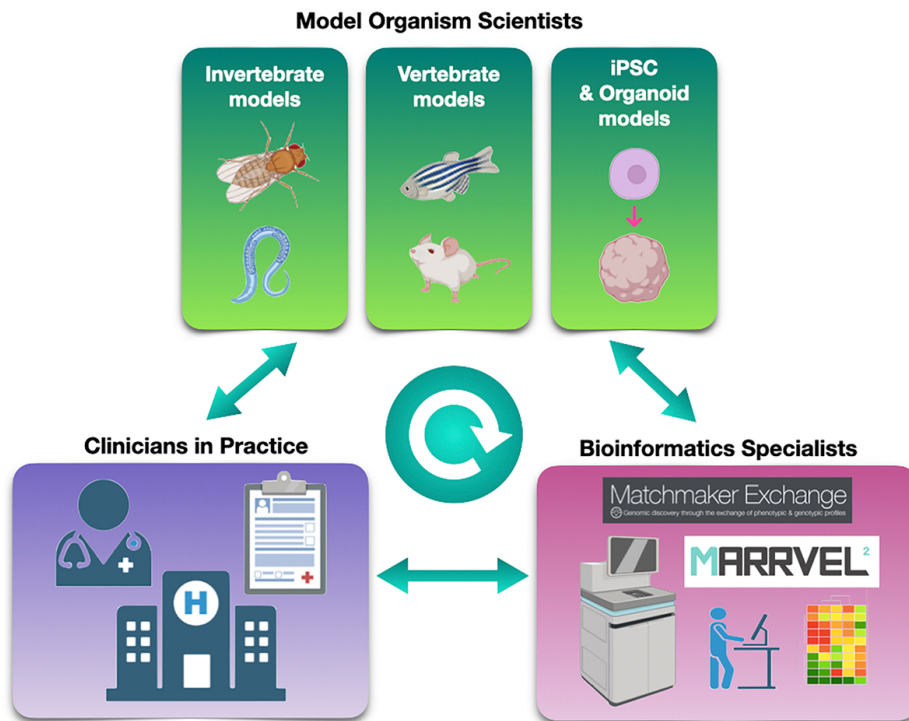 Model Organism Scientists
Invertebrate
models
Vertebrate
models
iPSC
& Organoid
models
Clinicians in Practice
H
Bioinformatics Specialists
Matchmaker Exchange
Genomic discovery through the exchange of phenotypic & genotypic profiles
MARRVEL 2